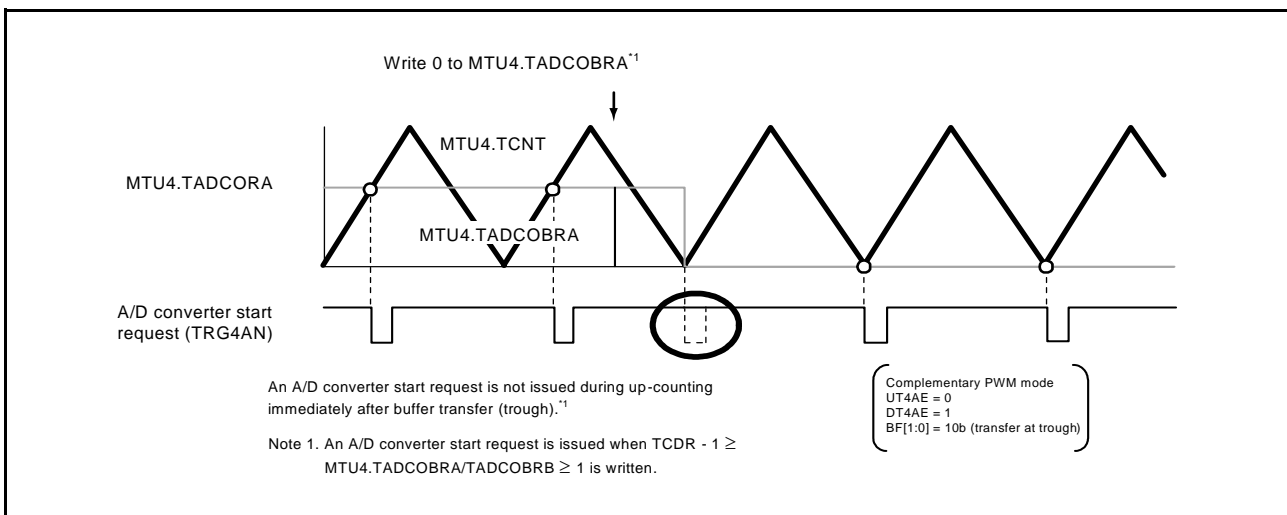 Write 0 to MTU4.TADCOBRA*1
MTU4.TCNT
MTU4.TADCORA
MTU4.TADCOBRA
A/D converter start
request (TRG4AN)
An A/D converter start request is not issued during up-counting
immediately after buffer transfer (trough).*1
Note 1. An A/D converter start request is issued when TCDR - 1 ≥
MTU4.TADCOBRA/TADCOBRB ≥ 1 is written.
Complementary PWM mode
UT4AE = 0
DT4AE = 1
BF[1:0] = 10b (transfer at trough)